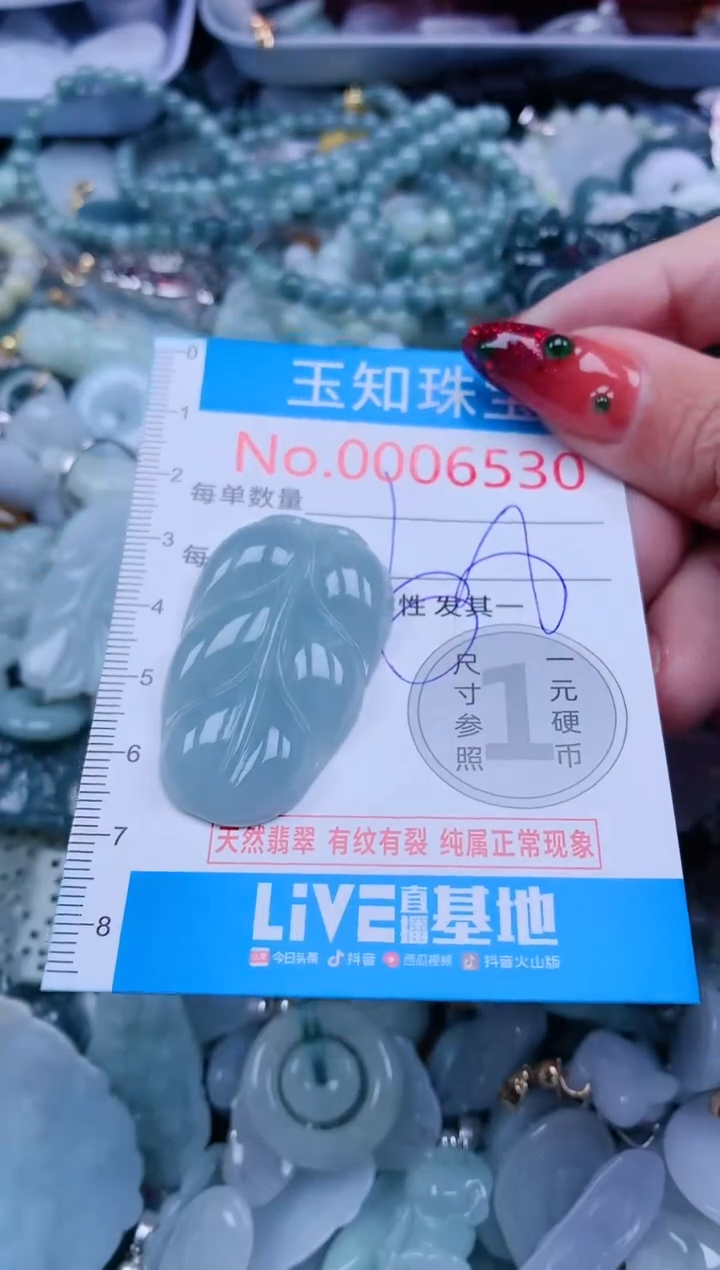 玉知珠宝
No.0006530
每单数量
每
性 发其一
尺寸参照
1
一元硬币
天然翡翠 有纹有裂 纯属正常现象
LiVE直播基地
今日头条 抖音 西瓜视频 抖音火山版
0
1
2
3
4
5
6
7
8